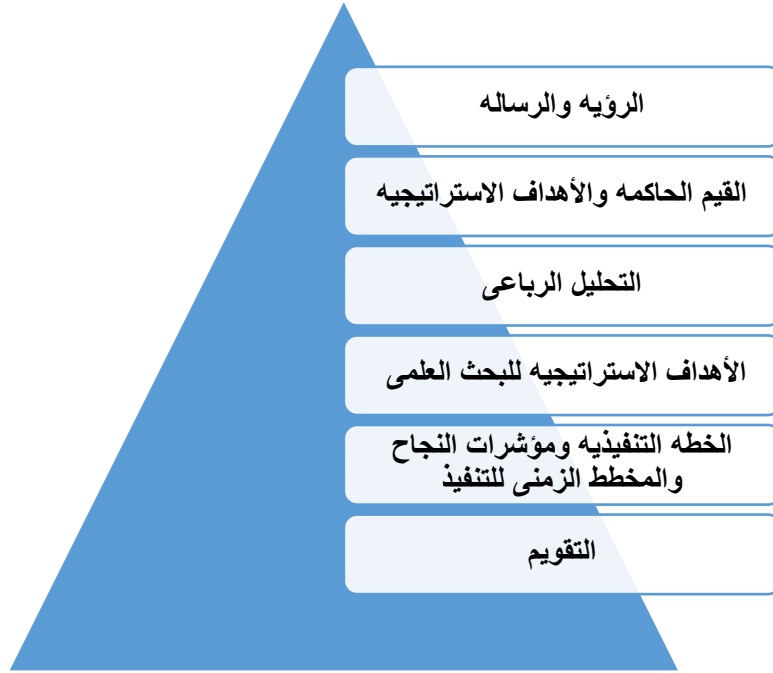 الرؤيه والرساله
القيم الحاكمه والأهداف الاستراتيجيه
التحليل الرباعى
الأهداف الاستراتيجيه للبحث العلمى
الخطه التنفيذيه ومؤشرات النجاح
والمخطط الزمنى للتنفيذ
التقويم